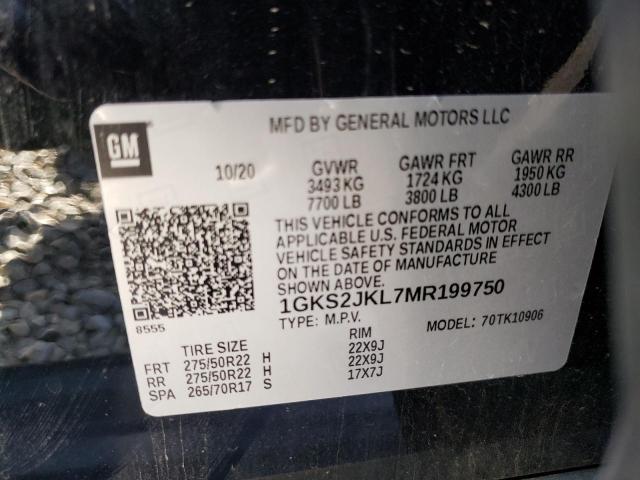 GM
MFD BY GENERAL MOTORS LLC
10/20 GVWR GAWR FRT GAWR RR
3493 KG 1724 KG 1950 KG
7700 LB 3800 LB 4300 LB
THIS VEHICLE CONFORMS TO ALL
APPLICABLE U.S. FEDERAL MOTOR
VEHICLE SAFETY STANDARDS IN EFFECT
ON THE DATE OF MANUFACTURE
SHOWN ABOVE.
1GKS2JKL7MR199750
8555
TYPE: M.P.V. MODEL: 70TK10906
TIRE SIZE RIM
FRT 275/50R22 H 22X9J
RR 275/50R22 H 22X9J
SPA 265/70R17 S 17X7J